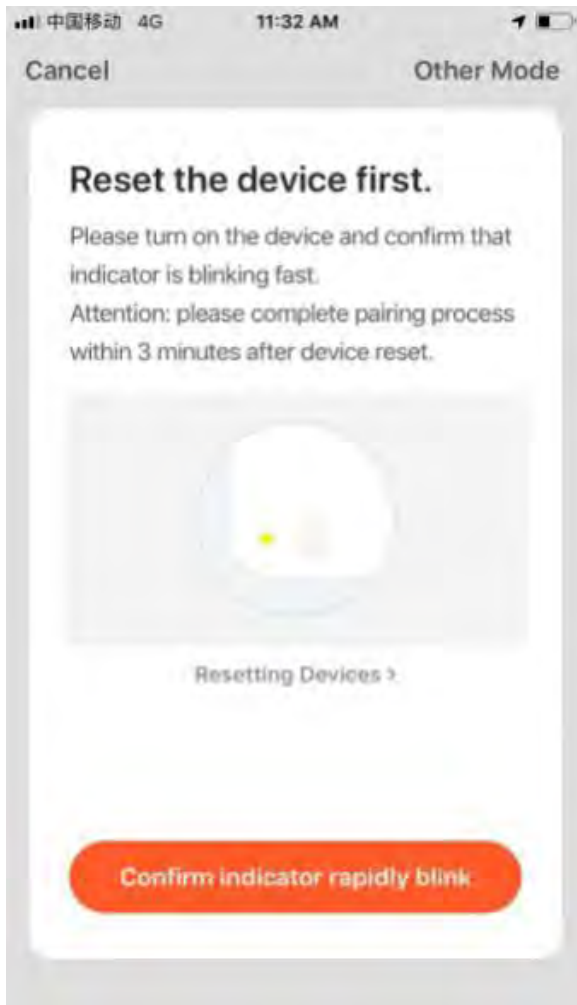 中国移动 4G 11:32 AM
Cancel Other Mode
Reset the device first.
Please turn on the device and confirm that
indicator is blinking fast.
Attention: please complete pairing process
within 3 minutes after device reset.
Resetting Devices >
Confirm indicator rapidly blink